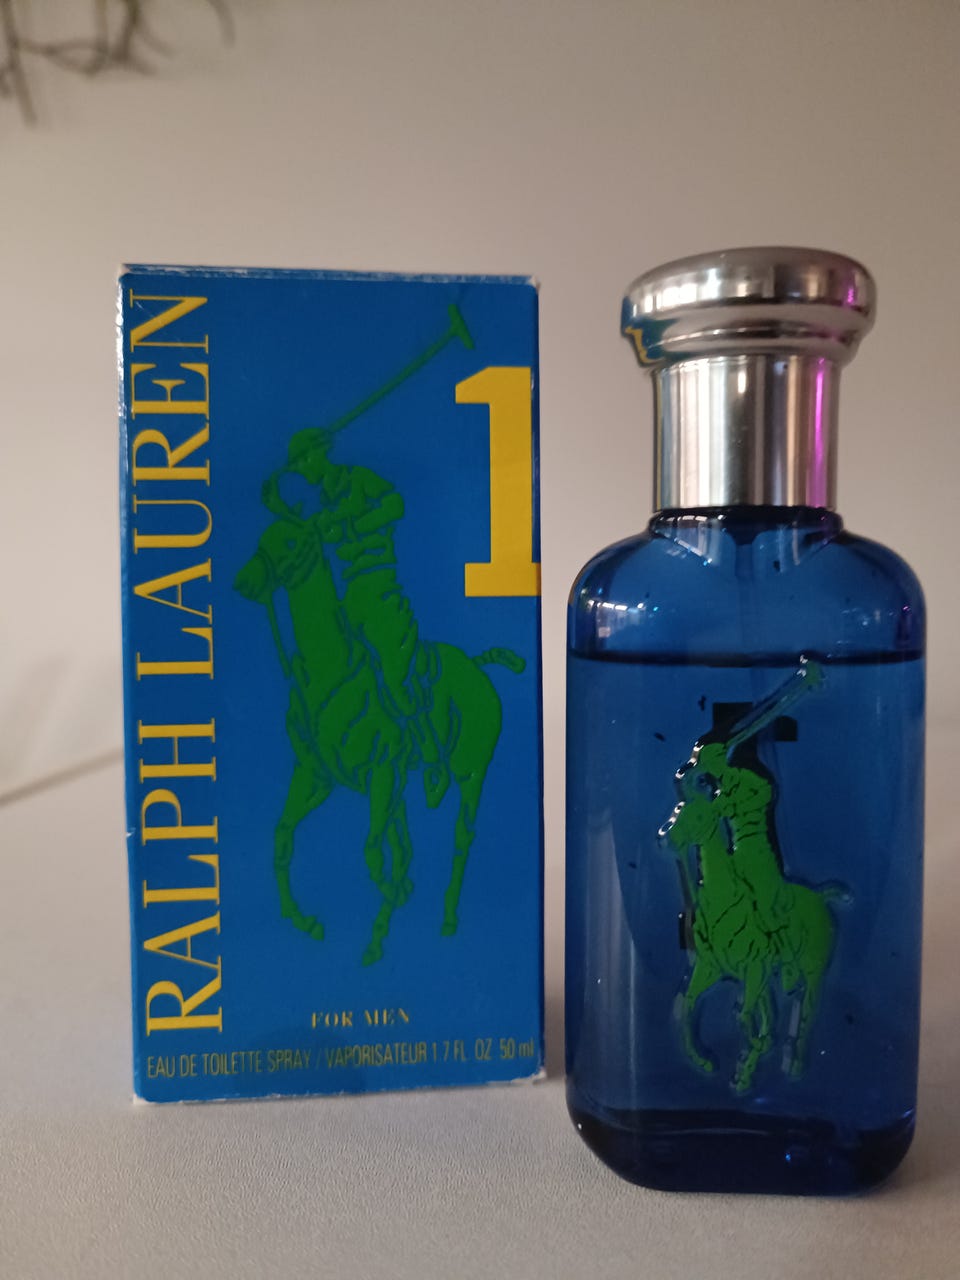 RALPH LAUREN
1
FOR MEN
EAU DE TOILETTE SPRAY / VAPORISATEUR 1.7 FL. OZ. 50 ml